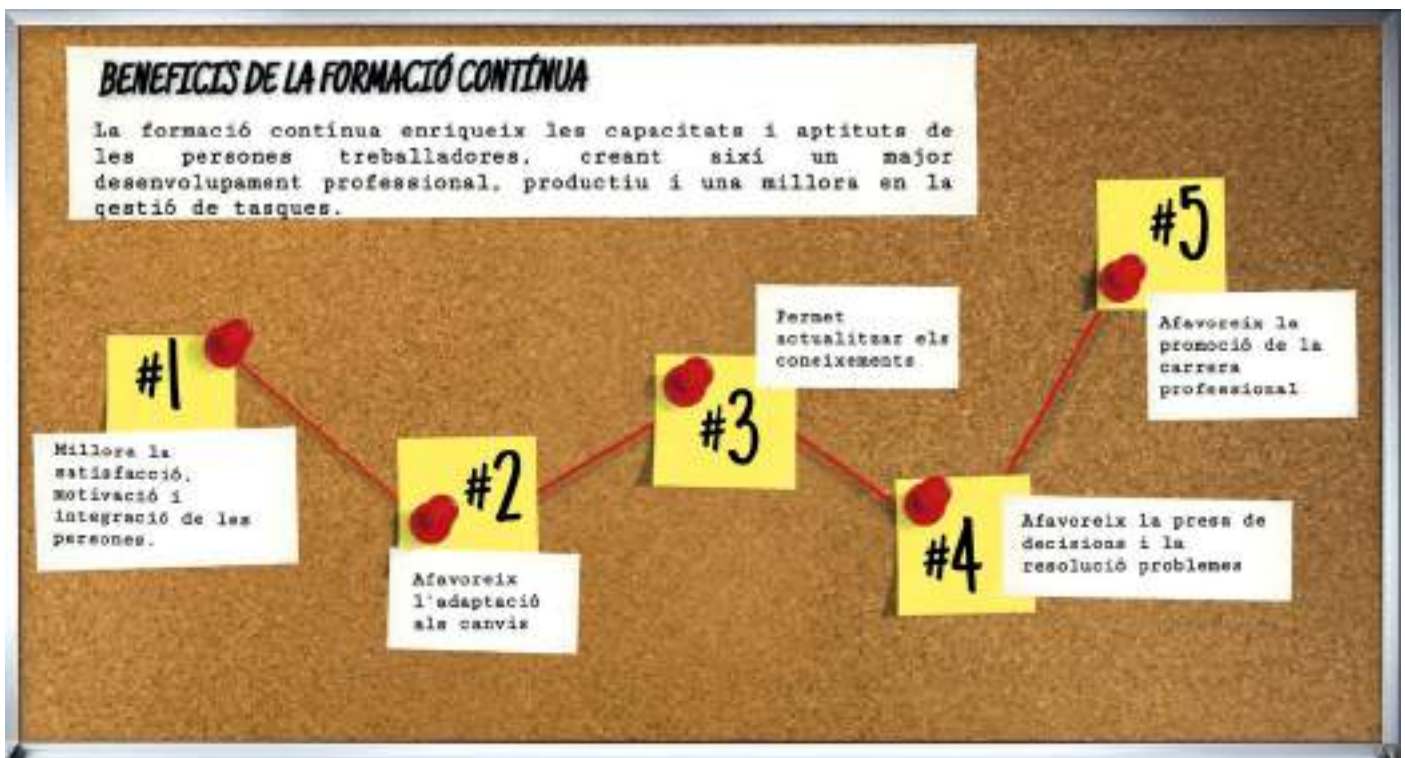 BENEFICIS DE LA FORMACIÓ CONTÍNUA
La formació contínua enriqueix les capacitats i aptituts de
les persones treballadores, creant així un major
desenvolupament professional, productiu i una millora en la
gestió de tasques.
#1
Millora la
satisfacció,
motivació i
integració de les
persones.
#2
Afavoreix
l'adaptació
als canvis
#3
Permet
actualitzar els
coneixements
#4
Afavoreix la presa de
decisions i la
resolució problemes
#5
Afavoreix la
promoció de la
carrera
professional